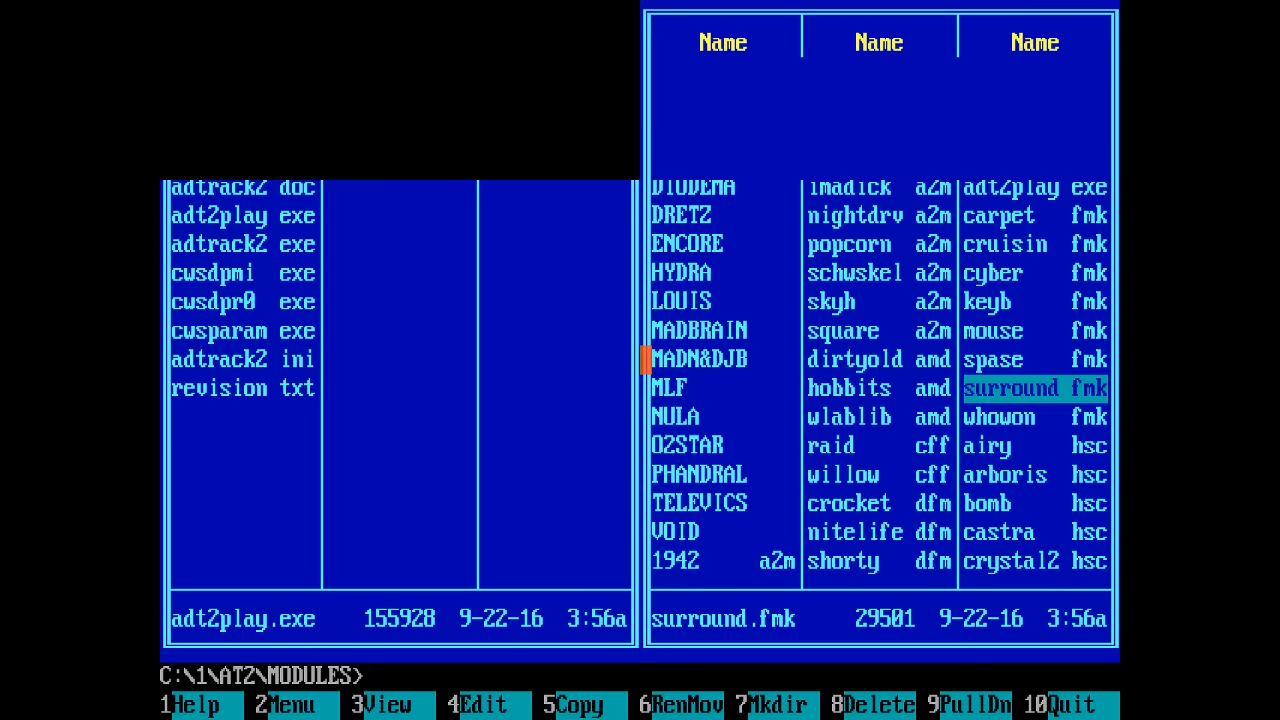 Name Name Name
adtrack2 doc DIODEMA imadick a2m adt2play exe
adt2play exe DRETZ nightdrv a2m carpet fmk
adtrack2 exe ENCORE popcorn a2m cruisin fmk
cwsdpmi exe HYDRA schwskel a2m cyber fmk
cwsdpr0 exe LOUIS skyh a2m keyb fmk
cwsparam exe MADBRAIN square a2m mouse fmk
adtrack2 ini MADN&DJB dirtyold amd spase fmk
revision txt MLF hobbits amd surround fmk
NULA wlablib amd whowon fmk
O2STAR raid cff airy hsc
PHANDRAL willow cff arboris hsc
TELEVICS crocket dfm bomb hsc
VOID nitelife dfm castra hsc
1942 a2m shorty dfm crystal2 hsc
adt2play.exe 155928 9-22-16 3:56a surround.fmk 29501 9-22-16 3:56a
C:\1\AT2\MODULES>
1Help 2Menu 3View 4Edit 5Copy 6RenMov 7Mkdir 8Delete 9PullDn 10Quit